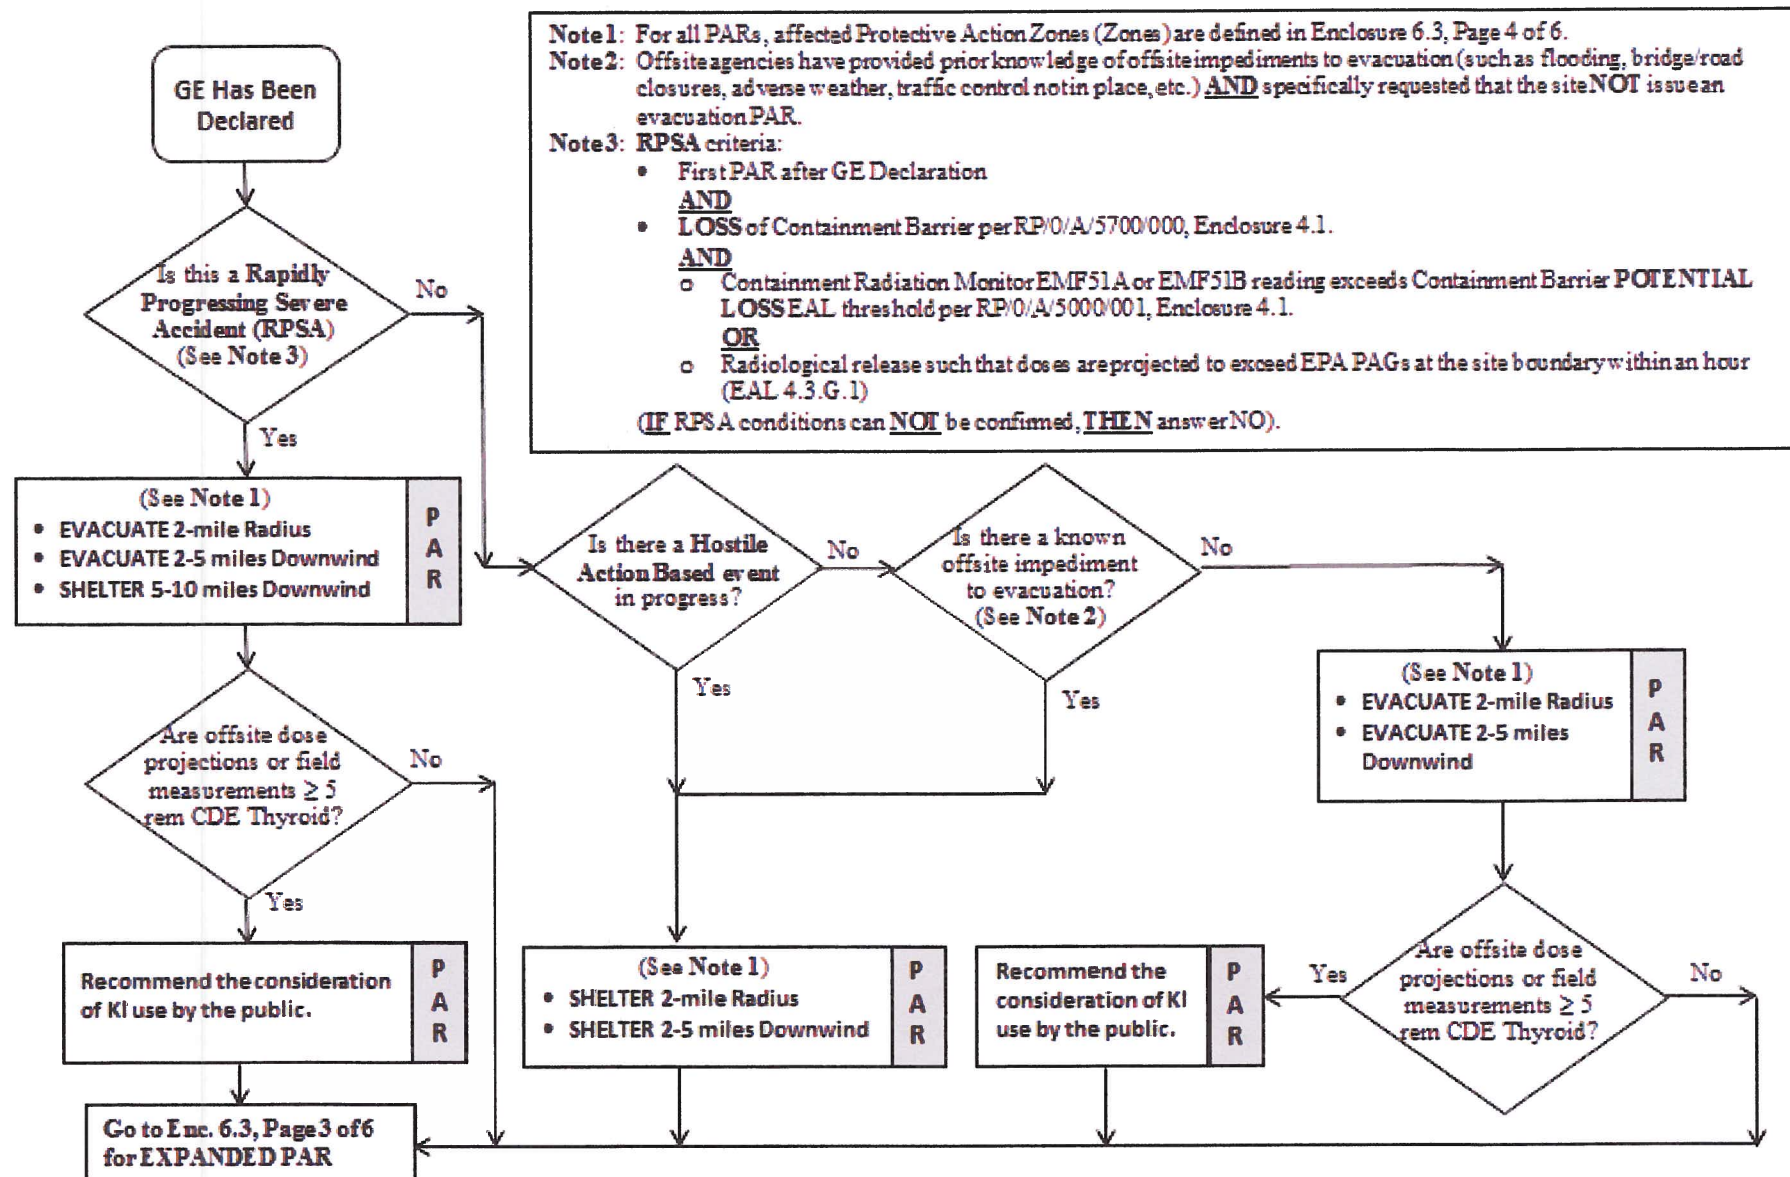 GE Has Been
Declared
Note 1: For all PARs, affected Protective Action Zones (Zones) are defined in Enclosure 6.3, Page 4 of 6.
Note 2: Offsite agencies have provided prior knowledge of offsite impediments to evacuation (such as flooding, bridge/road
closures, adverse weather, traffic control not in place, etc.) AND specifically requested that the site NOT issue an
evacuation PAR.
Note 3: RPSA criteria:
• First PAR after GE Declaration
AND
• LOSS of Containment Barrier per RP/0/A/5700/000, Enclosure 4.1.
AND
o Containment Radiation Monitor EMF51A or EMF51B reading exceeds Containment Barrier POTENTIAL
LOSS EAL threshold per RP/0/A/5000/001, Enclosure 4.1.
OR
o Radiological release such that doses are projected to exceed EPA PAGs at the site boundary within an hour
(EAL 4.3.G.1)
(IF RPSA conditions can NOT be confirmed, THEN answer NO).
Is this a Rapidly
Progressing Severe
Accident (RPSA)
(See Note 3)
No
Yes
(See Note 1)
• EVACUATE 2-mile Radius
• EVACUATE 2-5 miles Downwind
• SHELTER 5-10 miles Downwind
P
A
R
Is there a Hostile
Action Based event
in progress?
No
Yes
Is there a known
offsite impediment
to evacuation?
(See Note 2)
No
Yes
(See Note 1)
• EVACUATE 2-mile Radius
• EVACUATE 2-5 miles
Downwind
P
A
R
Are offsite dose
projections or field
measurements ≥ 5
rem CDE Thyroid?
No
Yes
Recommend the consideration
of KI use by the public.
P
A
R
(See Note 1)
• SHELTER 2-mile Radius
• SHELTER 2-5 miles Downwind
P
A
R
Recommend the
consideration of KI
use by the public.
P
A
R
Yes
Are offsite dose
projections or field
measurements ≥ 5
rem CDE Thyroid?
No
Go to Enc. 6.3, Page 3 of 6
for EXPANDED PAR